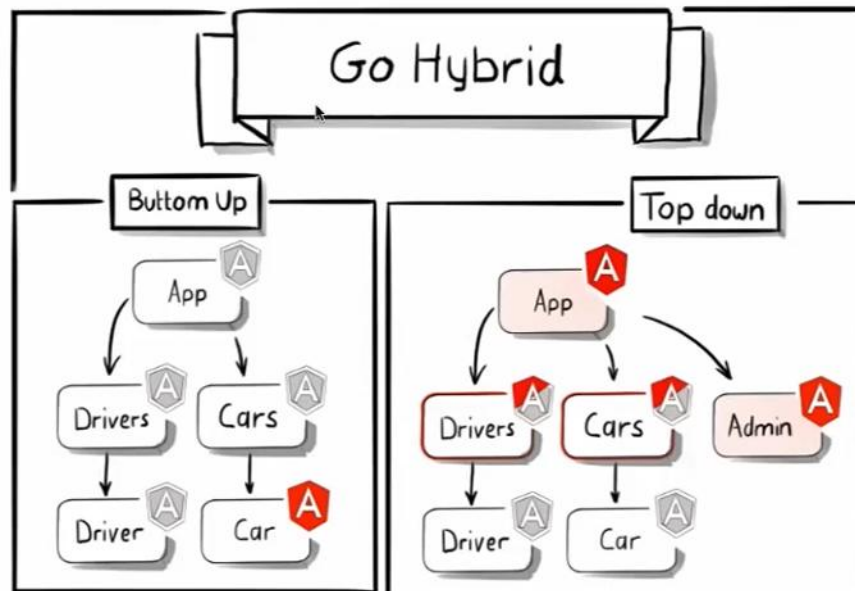 Go Hybrid
Buttom Up
Top down
App
Drivers
Cars
Driver
Car
App
Drivers
Cars
Admin
Driver
Car